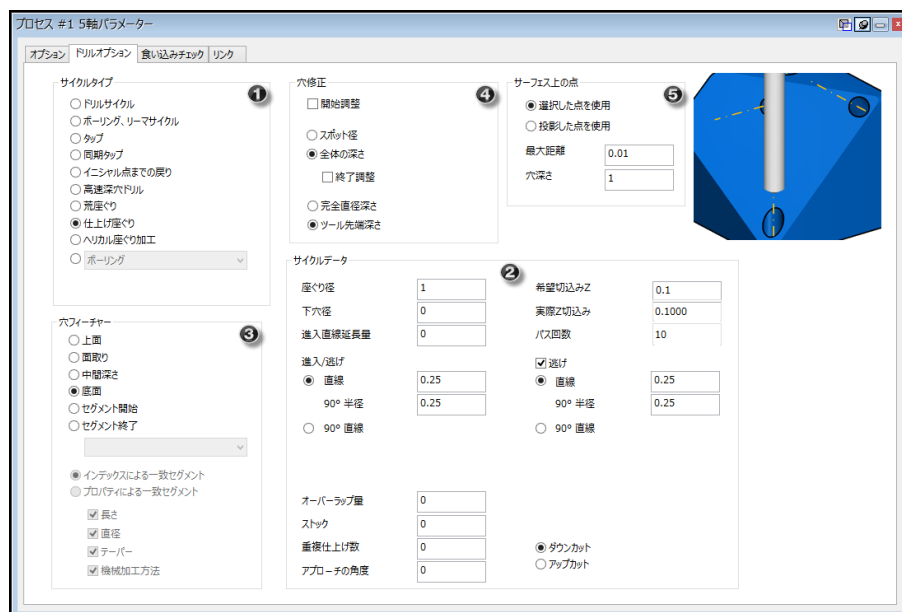 プロセス #1 5軸パラメーター
オプション ドリルオプション 食い込みチェック リンク
サイクルタイプ
1
ドリルサイクル
ボーリング、リーマサイクル
タップ
同期タップ
イニシャル点までの戻り
高速深穴ドリル
荒座ぐり
仕上げ座ぐり
ヘリカル座ぐり加工
ボーリング
穴フィーチャー
3
上面
面取り
中間深さ
底面
セグメント開始
セグメント終了
インデックスによる一致セグメント
プロパティによる一致セグメント
長さ
直径
テーパー
機械加工方法
穴修正
4
開始調整
スポット径
全体の深さ
終了調整
完全直径深さ
ツール先端深さ
サーフェス上の点
5
選択した点を使用
投影した点を使用
最大距離 0.01
穴深さ 1
サイクルデータ
2
座ぐり径 1 希望切込みZ 0.1
下穴径 0 実際Z切込み 0.1000
進入直線延長量 0 パス回数 10
進入/逃げ 逃げ
直線 0.25 直線 0.25
90° 半径 0.25 90° 半径 0.25
90° 直線 90° 直線
オーバーラップ量 0
ストック 0
重複仕上げ数 0 ダウンカット
アプローチの角度 0 アップカット